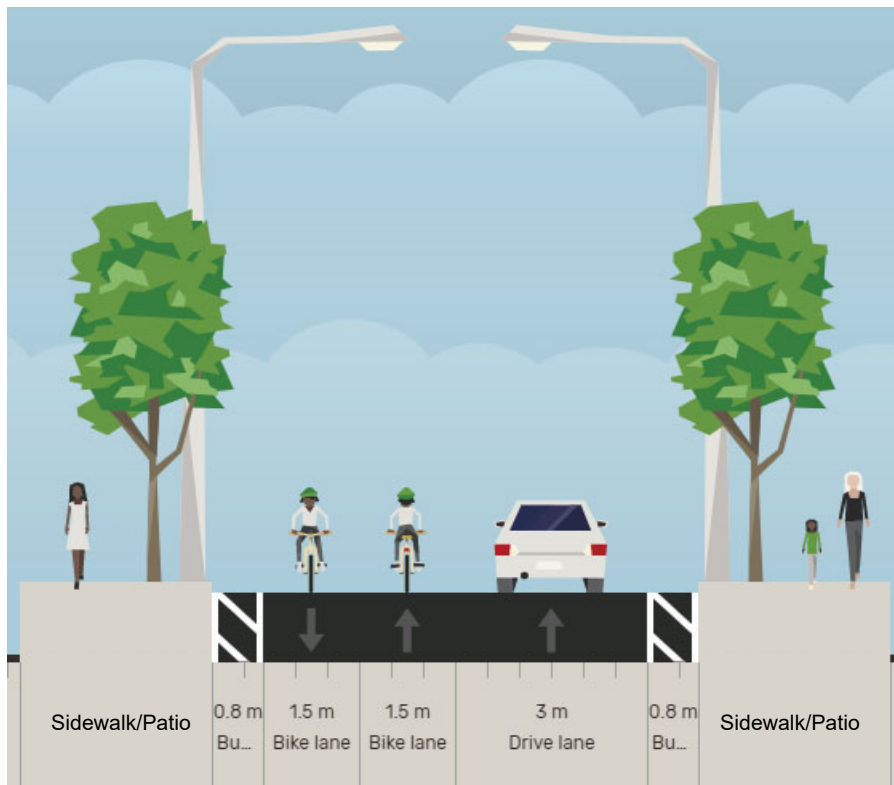 Sidewalk/Patio
0.8 m
Bu...
1.5 m
Bike lane
1.5 m
Bike lane
3 m
Drive lane
0.8 m
Bu...
Sidewalk/Patio